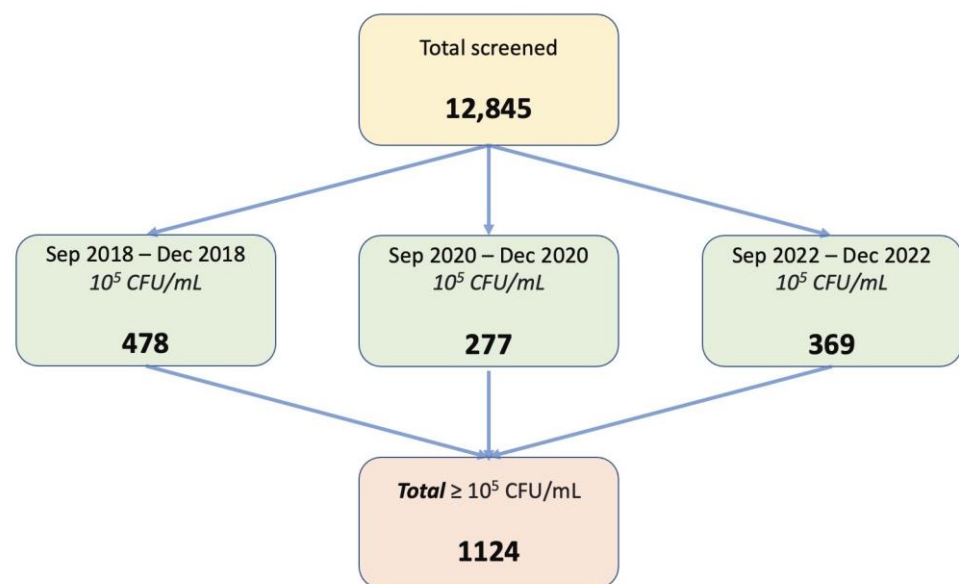 Total screened
12,845
Sep 2018 – Dec 2018
10⁵ CFU/mL
478
Sep 2020 – Dec 2020
10⁵ CFU/mL
277
Sep 2022 – Dec 2022
10⁵ CFU/mL
369
Total ≥ 10⁵ CFU/mL
1124